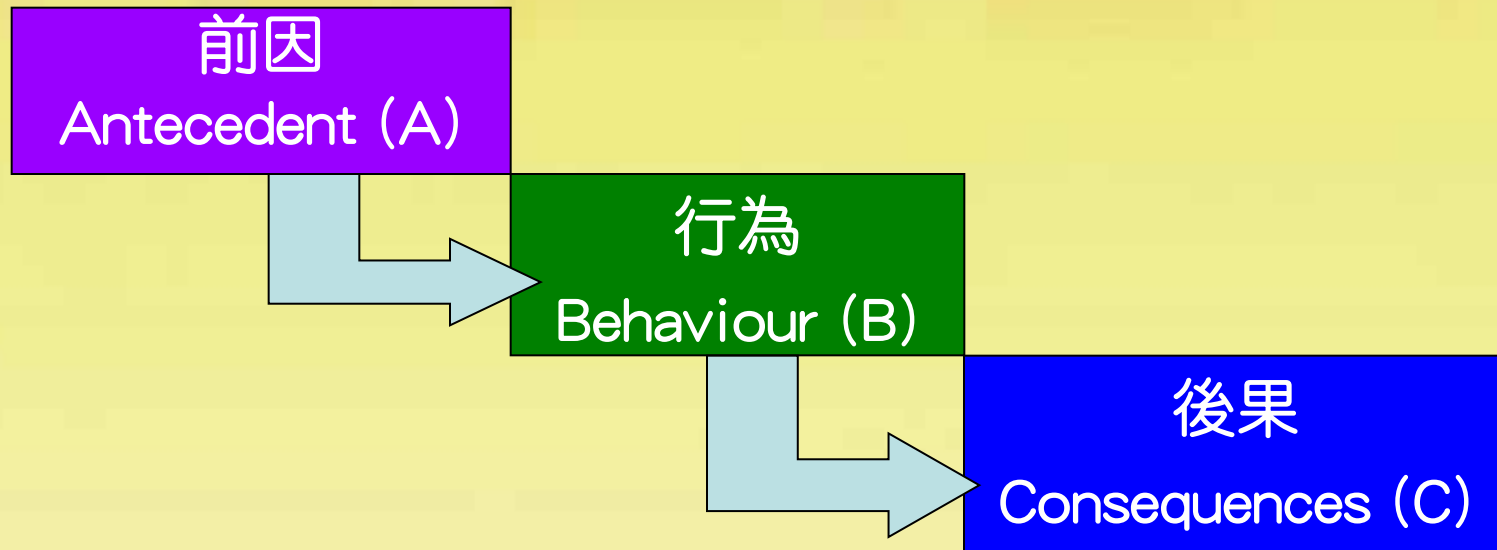 前因
Antecedent (A)
行為
Behaviour (B)
後果
Consequences (C)